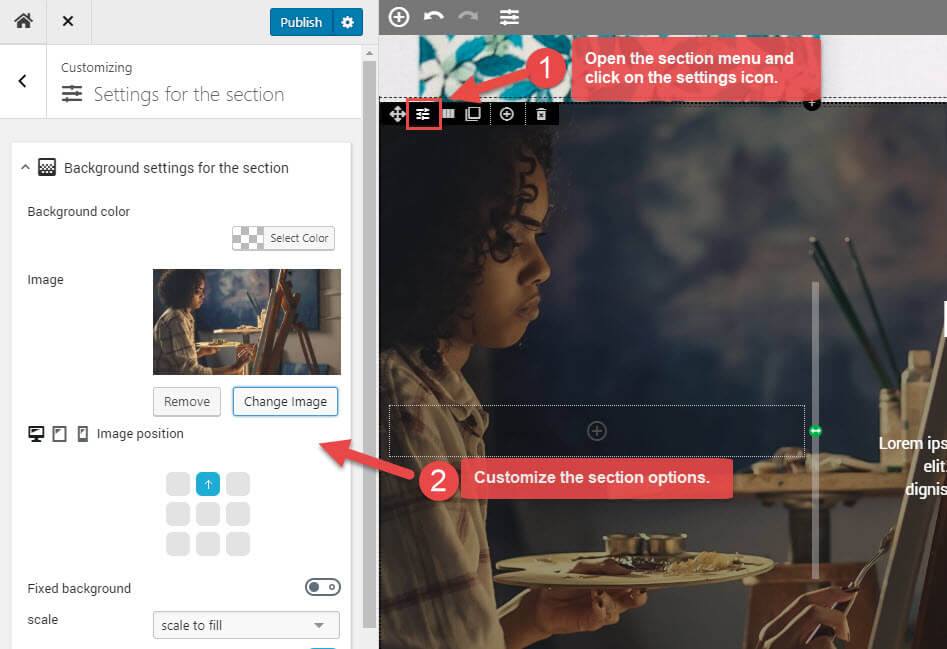 Publish
Customizing
Settings for the section
Background settings for the section
Background color
Select Color
Image
Remove
Change Image
Image position
Fixed background
scale
scale to fill
1
Open the section menu and
click on the settings icon.
2
Customize the section options.
Lorem ips
elit
dignis